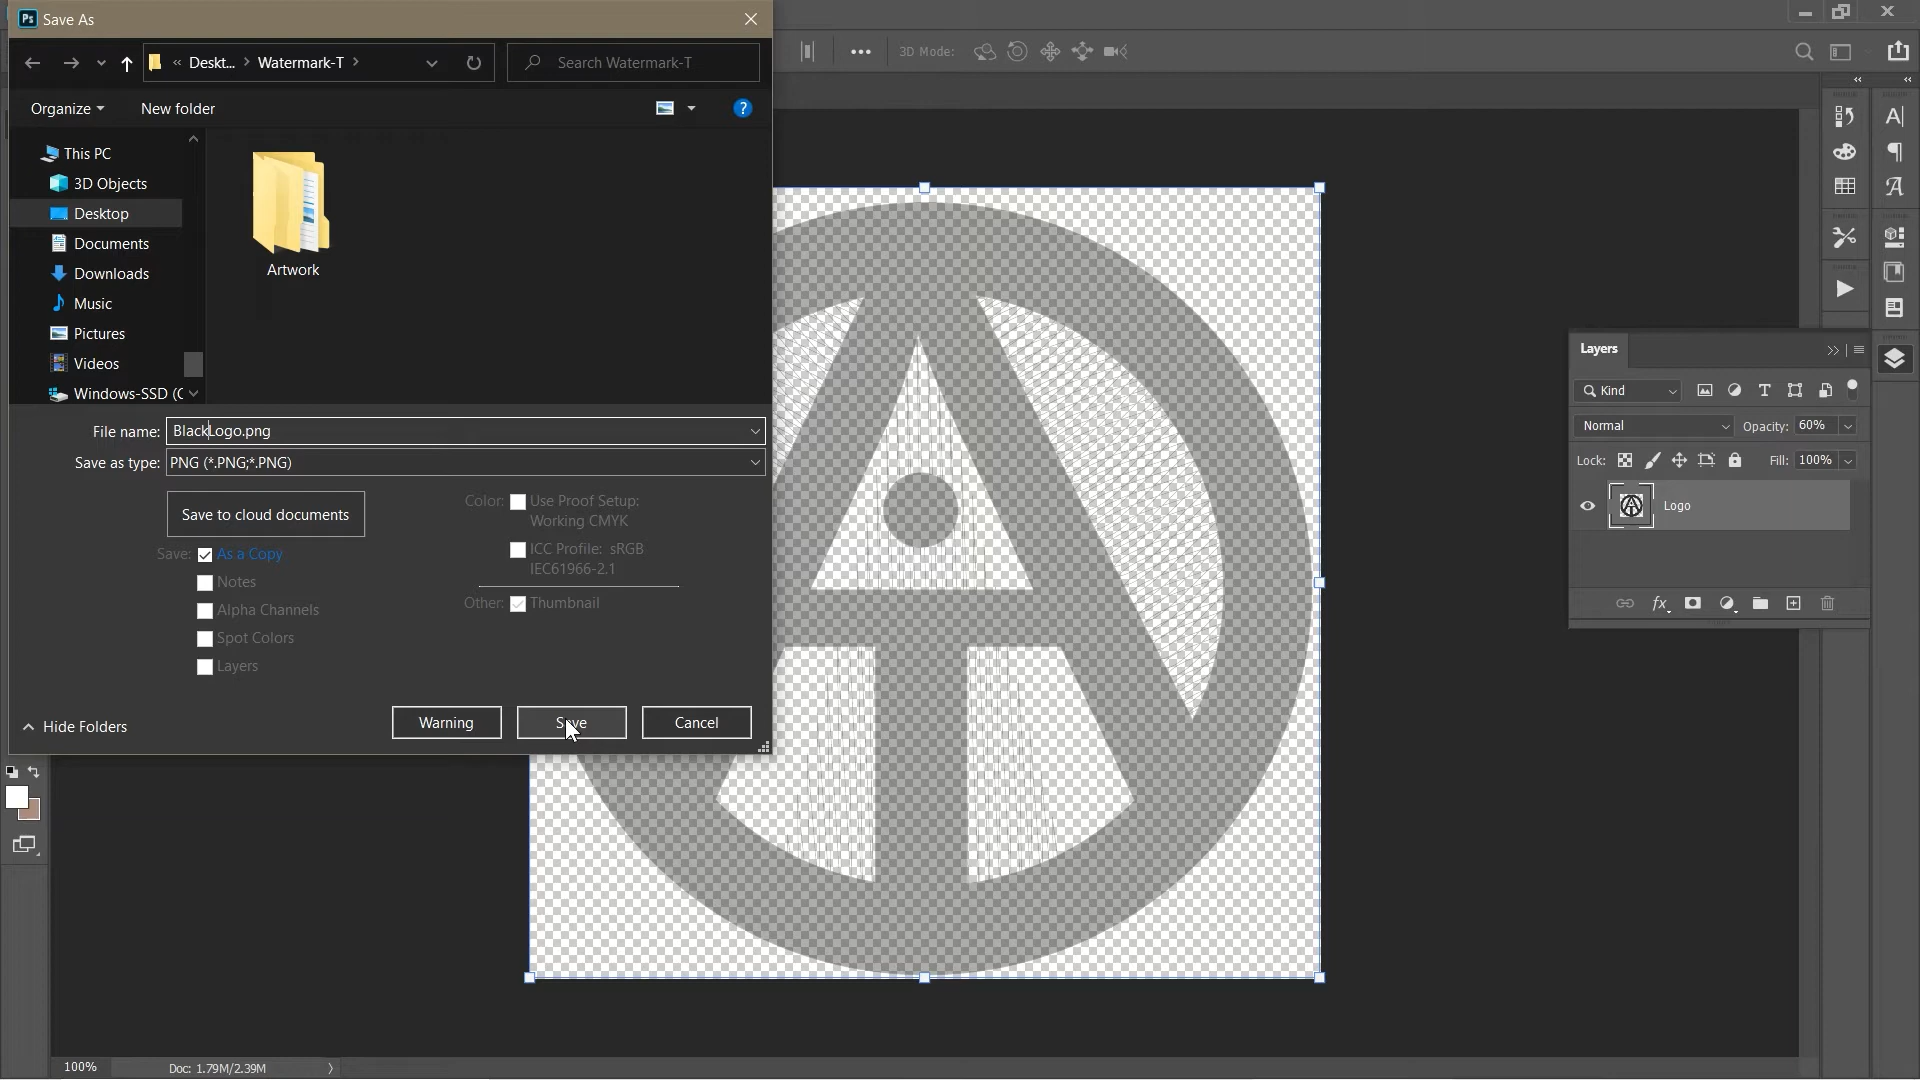 Ps Save As
« Deskt... > Watermark-T >
Search Watermark-T
3D Mode:
Organize
New folder
?
This PC
3D Objects
Desktop
Documents
Downloads
Music
Pictures
Videos
Windows-SSD (C
Artwork
File name: BlackLogo.png
Save as type: PNG (*.PNG;*.PNG)
Save to cloud documents
Save: As a Copy
Notes
Alpha Channels
Spot Colors
Layers
Color: Use Proof Setup:
Working CMYK
ICC Profile: sRGB
IEC61966-2.1
Other: Thumbnail
Hide Folders
Warning
Save
Cancel
Layers
Kind
Normal
Opacity: 60%
Lock:
Fill: 100%
Logo
fx
100%
Doc: 1.79M/2.39M